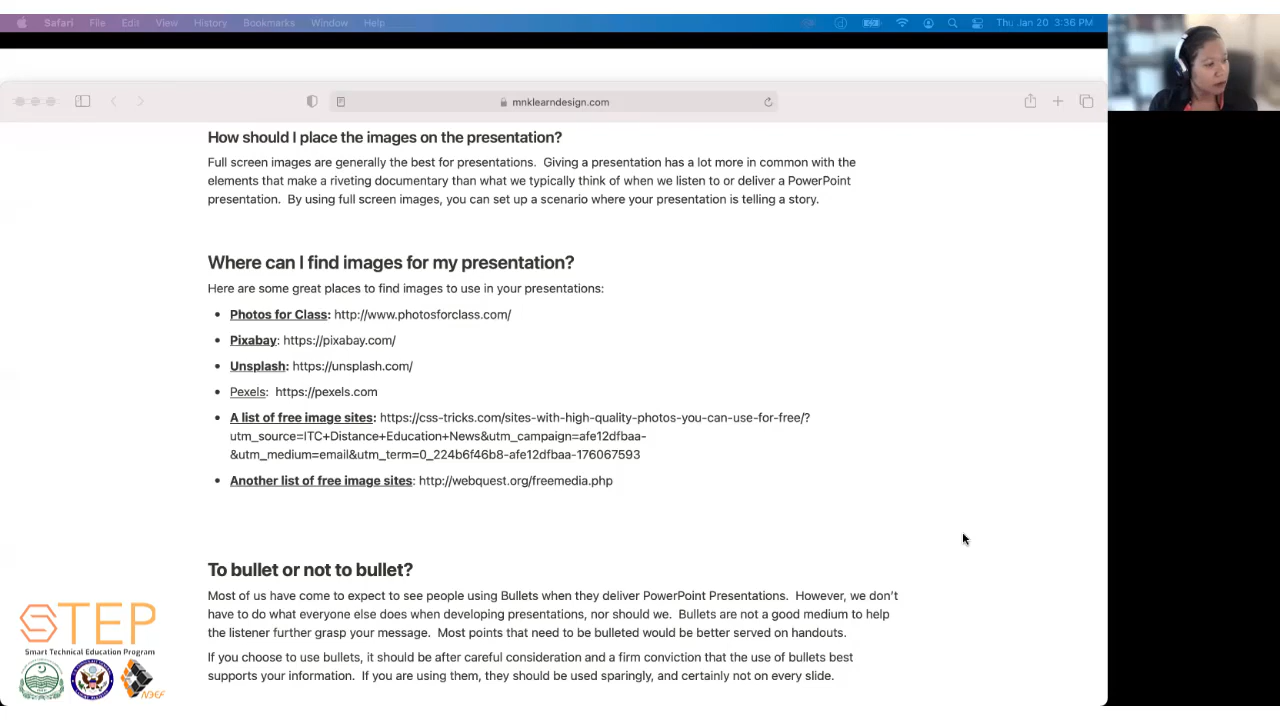 Safari File Edit View History Bookmarks Window Help Thu Jan 20 3:36 PM
mnklearndesign.com
How should I place the images on the presentation?
Full screen images are generally the best for presentations. Giving a presentation has a lot more in common with the
elements that make a riveting documentary than what we typically think of when we listen to or deliver a PowerPoint
presentation. By using full screen images, you can set up a scenario where your presentation is telling a story.
Where can I find images for my presentation?
Here are some great places to find images to use in your presentations:
• Photos for Class: http://www.photosforclass.com/
• Pixabay: https://pixabay.com/
• Unsplash: https://unsplash.com/
• Pexels: https://pexels.com
• A list of free image sites: https://css-tricks.com/sites-with-high-quality-photos-you-can-use-for-free/?
utm_source=ITC+Distance+Education+News&utm_campaign=afe12dfbaa-
&utm_medium=email&utm_term=0_224b6f46b8-afe12dfbaa-176067593
• Another list of free image sites: http://webquest.org/freemedia.php
To bullet or not to bullet?
Most of us have come to expect to see people using Bullets when they deliver PowerPoint Presentations. However, we don't
have to do what everyone else does when developing presentations, nor should we. Bullets are not a good medium to help
the listener further grasp your message. Most points that need to be bulleted would be better served on handouts.
If you choose to use bullets, it should be after careful consideration and a firm conviction that the use of bullets best
supports your information. If you are using them, they should be used sparingly, and certainly not on every slide.
STEP
Smart Technical Education Program